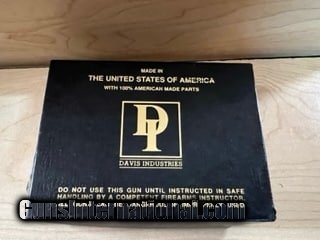 MADE IN
THE UNITED STATES OF AMERICA
WITH 100% AMERICAN MADE PARTS
DI
DAVIS INDUSTRIES
DO NOT USE THIS GUN UNTIL INSTRUCTED IN SAFE
HANDLING BY A COMPETENT FIREARMS INSTRUCTOR.
GunsInternational.com